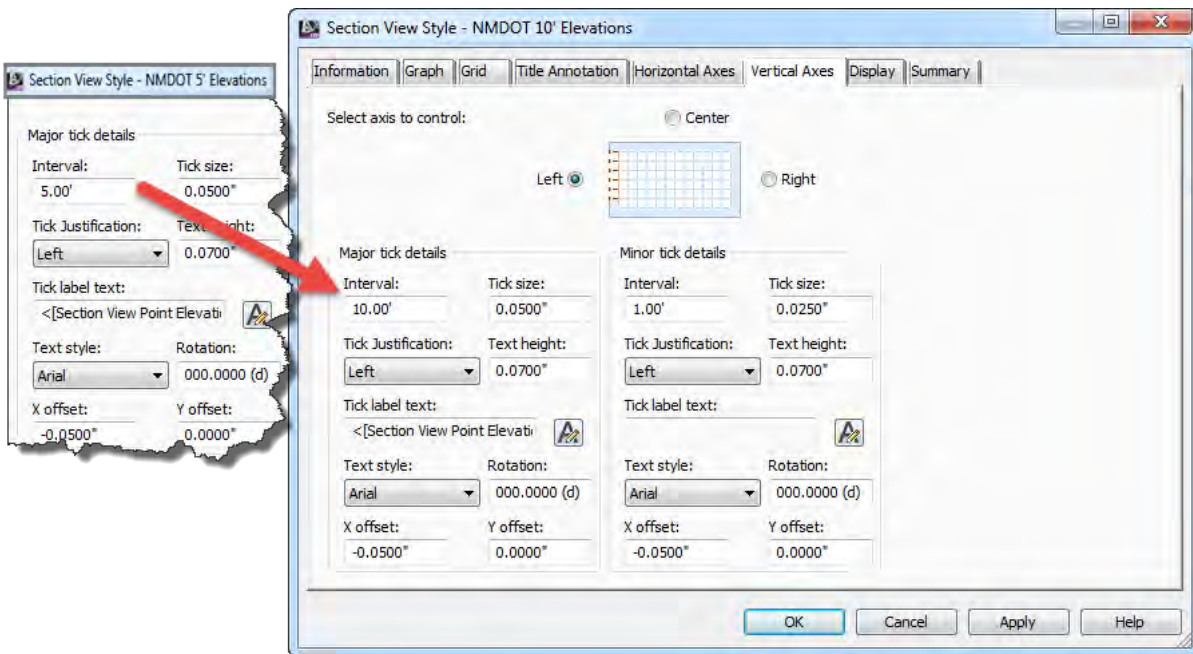 Section View Style - NMDOT 5' Elevations
Major tick details
Interval: Tick size:
5.00' 0.0500"
Tick Justification: Text height:
Left 0.0700"
Tick label text:
<[Section View Point Elevati
Text style: Rotation:
Arial 000.0000 (d)
X offset: Y offset:
-0.0500" 0.0000"
Section View Style - NMDOT 10' Elevations
Information Graph Grid Title Annotation Horizontal Axes Vertical Axes Display Summary
Select axis to control: Center
Left Right
Major tick details Minor tick details
Interval: Tick size: Interval: Tick size:
10.00' 0.0500" 1.00' 0.0250"
Tick Justification: Text height: Tick Justification: Text height:
Left 0.0700" Left 0.0700"
Tick label text: Tick label text:
<[Section View Point Elevati
Text style: Rotation: Text style: Rotation:
Arial 000.0000 (d) Arial 000.0000 (d)
X offset: Y offset: X offset: Y offset:
-0.0500" 0.0000" -0.0500" 0.0000"
OK Cancel Apply Help